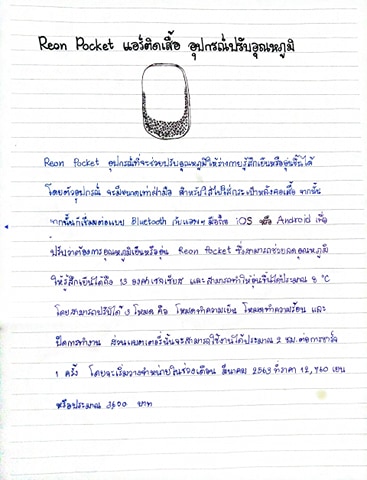 Reon Pocket แอร์ติดเสื้อ อุปกรณ์ปรับอุณหภูมิ
Reon Pocket อุปกรณ์ที่จะช่วยปรับอุณหภูมิให้ร่างกายรู้สึกเย็นหรืออุ่นขึ้นได้
โดยตัวอุปกรณ์ จะมีขนาดเท่าฝ่ามือ สำหรับใส่ไว้ที่กระเป๋าหลังคอเสื้อ จากนั้น
จากนั้นก็เชื่อมต่อแบบ Bluetooth กับแอพฯ มือถือ iOS หรือ Android เพื่อ
ปรับว่าต้องการอุณหภูมิเย็นหรืออุ่น Reon Pocket ซึ่งสามารถช่วยลดอุณหภูมิ
ให้รู้สึกเย็นได้ถึง 13 องศาเซลเซียส และสามารถทำให้อุ่นขึ้นได้ประมาณ 8 °C
โดยสามารถปรับได้ 3 โหมด คือ โหมดทำความเย็น โหมดทำความร้อน และ
ปิดการทำงาน ส่วนแบตเตอรี่นั้นจะสามารถใช้งานได้ประมาณ 2 ชม. ต่อการชาร์จ
1 ครั้ง โดยจะเริ่มวางจำหน่ายในช่วงเดือน มีนาคม 2563 ที่ราคา 12,760 เยน
หรือประมาณ 3,600 บาท